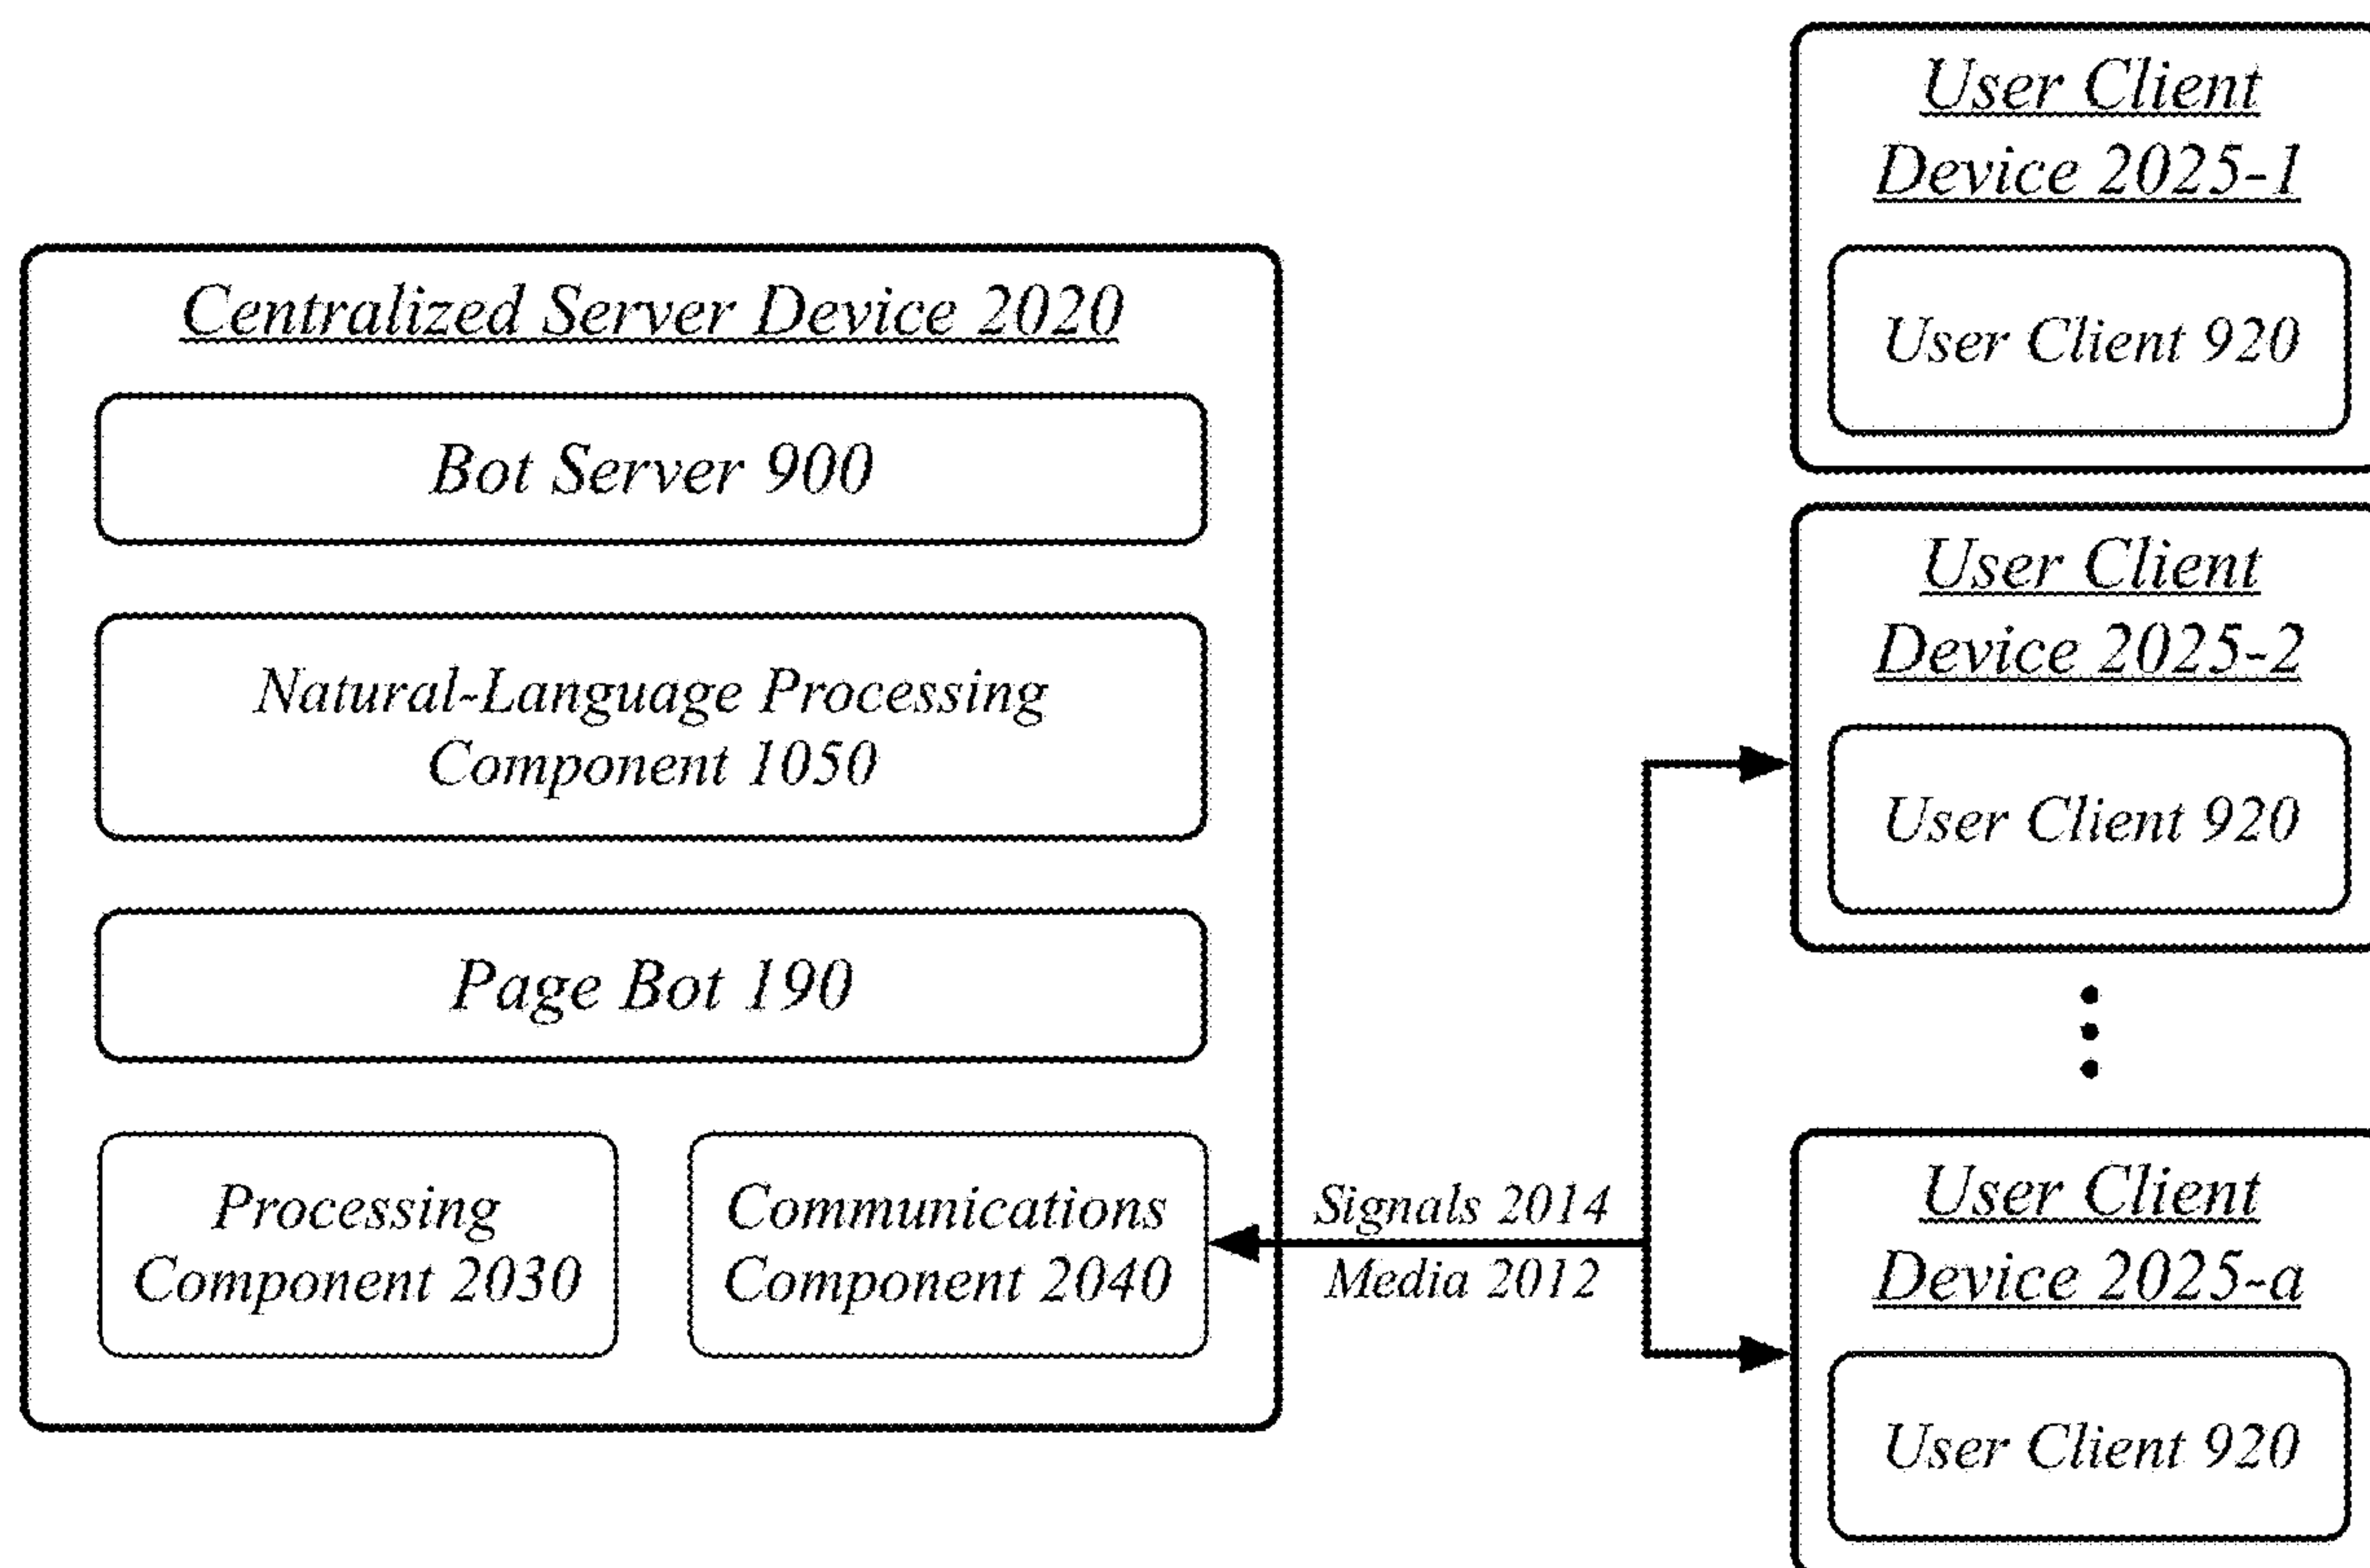 Centralized Server Device 2020
Bot Server 900
Natural-Language Processing
Component 1050
Page Bot 190
Processing
Component 2030
Communications
Component 2040
Signals 2014
Media 2012
User Client
Device 2025-1
User Client 920
User Client
Device 2025-2
User Client 920
User Client
Device 2025-a
User Client 920